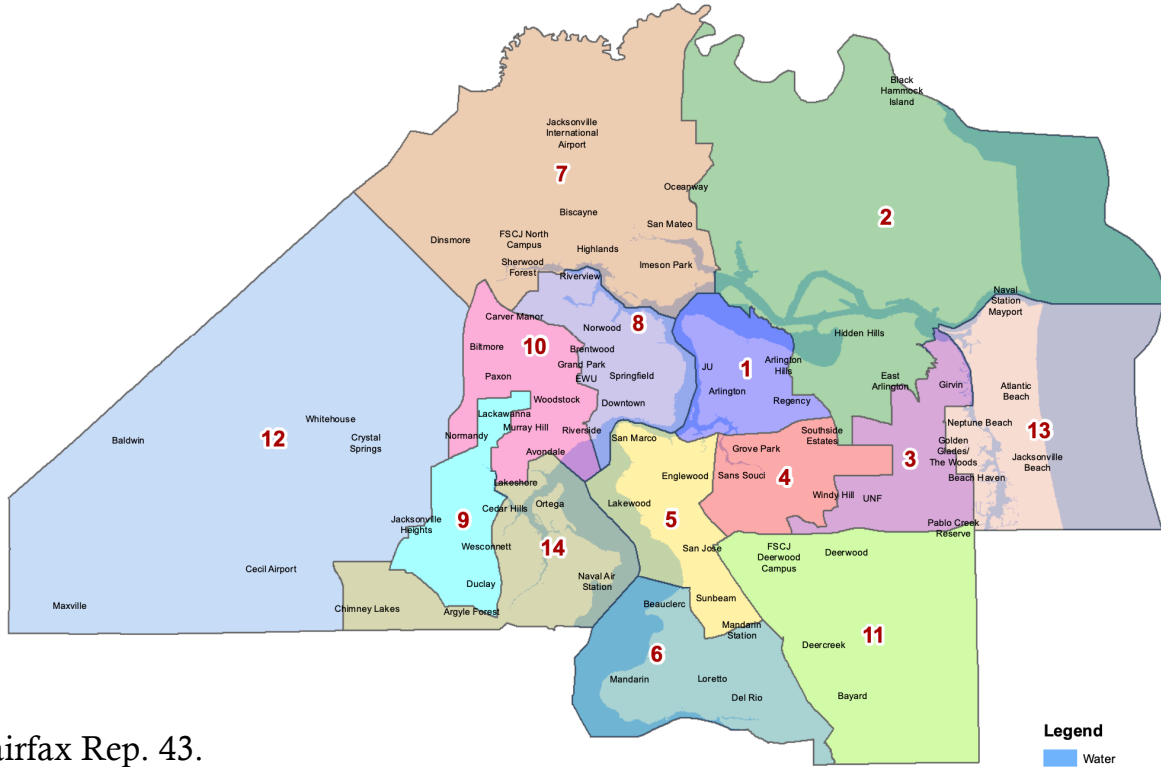 Black
Hammock
Island
Jacksonville
International
Airport
7
Oceanway
2
Biscayne
San Mateo
Dinsmore
FSCJ North
Campus
Highlands
Sherwood
Forest
Imeson Park
Riverview
Naval
Station
Mayport
Carver Manor
8
Norwood
Hidden Hills
Biltmore
10
Brentwood
Grand Park
JU
1
Arlington
Hills
Paxon
EWU
Springfield
East
Arlington
Girvin
Atlantic
Beach
Arlington
Woodstock
Downtown
Regency
Lackawanna
Whitehouse
Murray Hill
Neptune Beach
Baldwin
12
Crystal
Springs
Normandy
Riverside
San Marco
Southside
Estates
13
Golden
Glades/
The Woods
Avondale
Grove Park
3
Jacksonville
Beach
Englewood
Sans Souci
4
Beach Haven
Lakeshore
Lakewood
Windy Hill
UNF
Cedar Hills
Ortega
Jacksonville
Heights
9
5
Pablo Creek
Reserve
Wesconnett
14
San Jose
FSCJ
Deerwood
Campus
Deerwood
Cecil Airport
Duclay
Naval Air
Station
Maxville
Chimney Lakes
Argyle Forest
Beauclerc
Sunbeam
Mandarin
Station
6
11
Deercreek
Mandarin
Loretto
Del Rio
Bayard
airfax Rep. 43.
Legend
Water